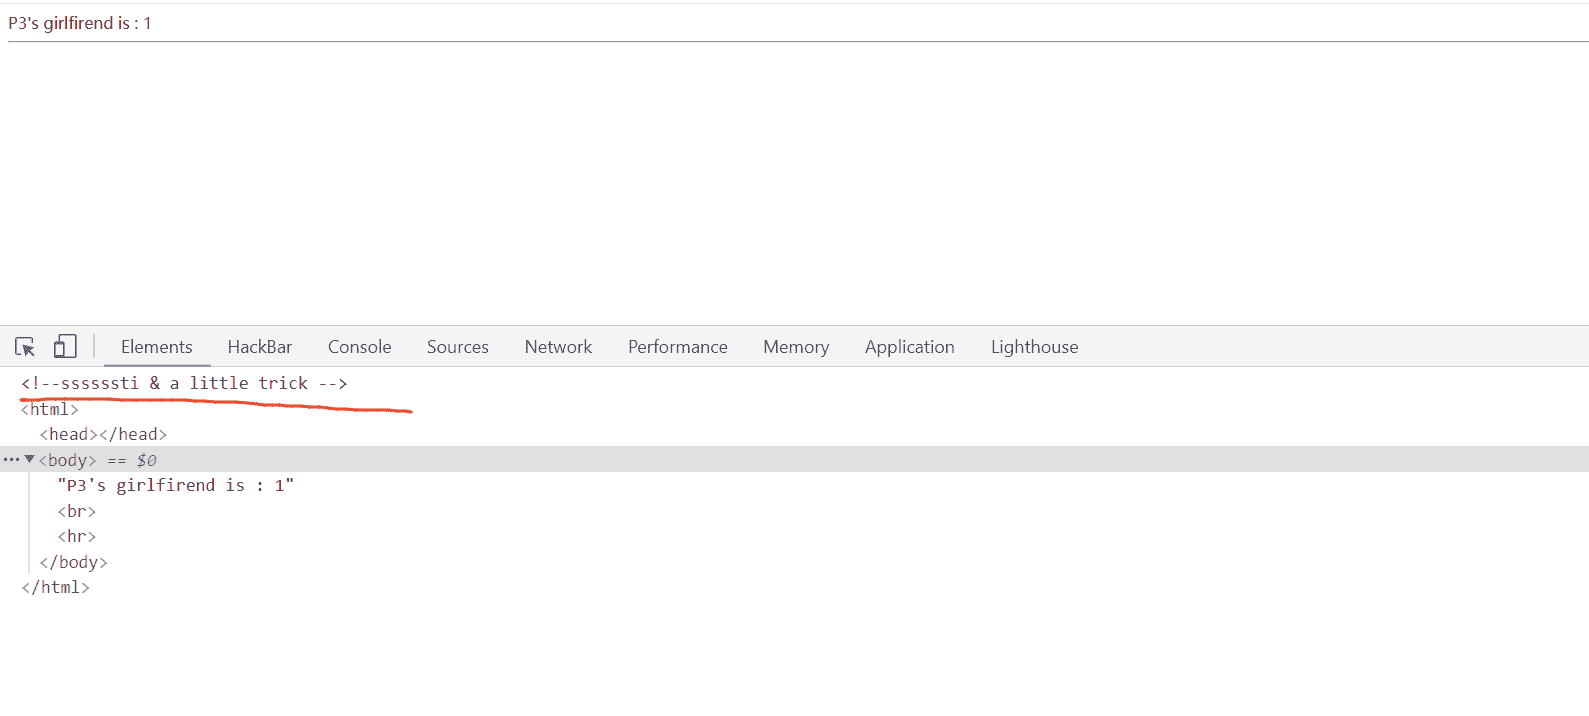 P3's girlfirend is : 1
Elements HackBar Console Sources Network Performance Memory Application Lighthouse
<!--ssssssti & a little trick -->
<html>
<head></head>
<body> == $0
"P3's girlfirend is : 1"
<br>
<hr>
</body>
</html>